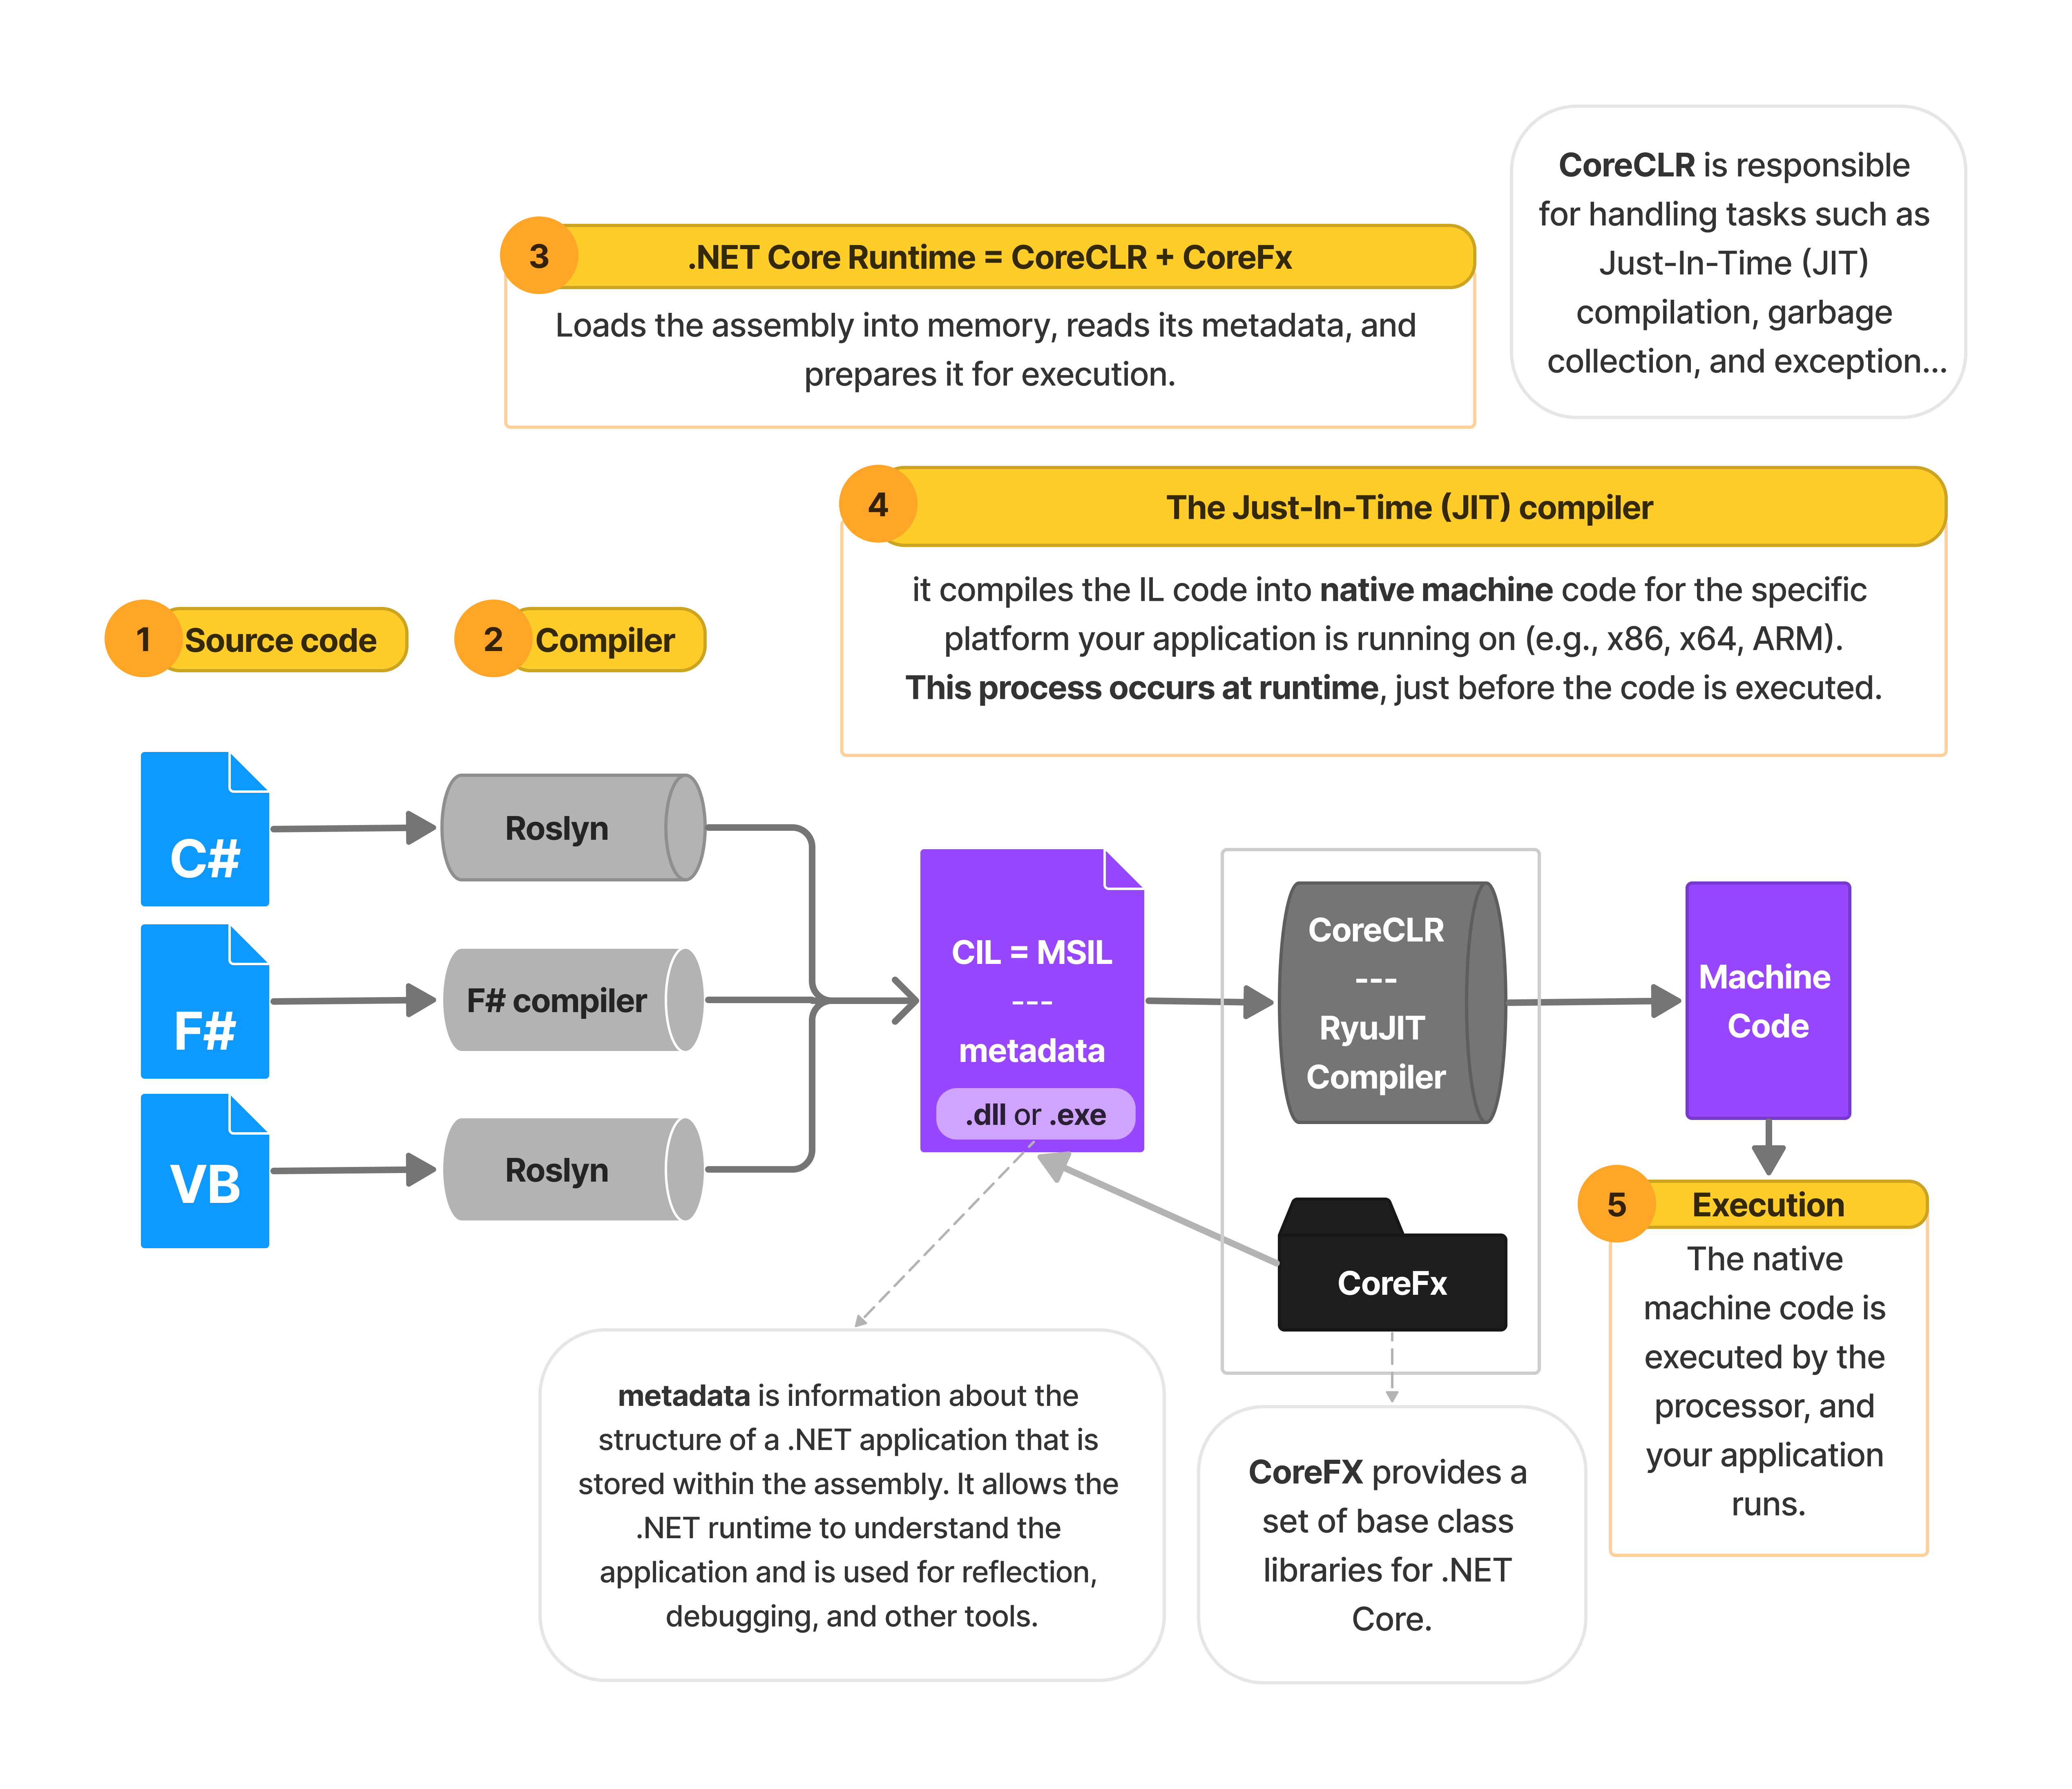 CoreCLR is responsible
for handling tasks such as
Just-In-Time (JIT)
compilation, garbage
collection, and exception...
3
.NET Core Runtime = CoreCLR + CoreFx
Loads the assembly into memory, reads its metadata, and
prepares it for execution.
4
The Just-In-Time (JIT) compiler
it compiles the IL code into native machine code for the specific
platform your application is running on (e.g., x86, x64, ARM).
This process occurs at runtime, just before the code is executed.
1
Source code
2
Compiler
C#
Roslyn
F#
F# compiler
VB
Roslyn
CIL = MSIL
---
metadata
.dll or .exe
CoreCLR
---
RyuJIT
Compiler
Machine
Code
CoreFx
5
Execution
The native
machine code is
executed by the
processor, and
your application
runs.
metadata is information about the
structure of a .NET application that is
stored within the assembly. It allows the
.NET runtime to understand the
application and is used for reflection,
debugging, and other tools.
CoreFX provides a
set of base class
libraries for .NET
Core.